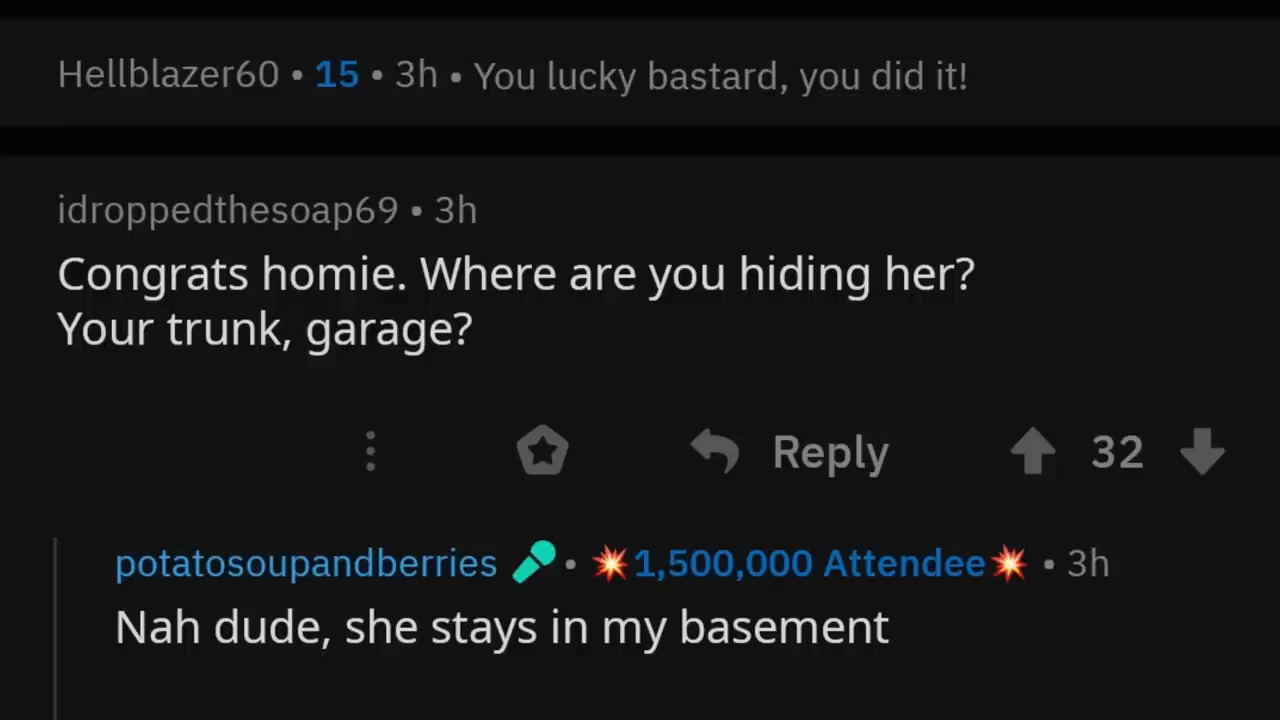 Hellblazer60 • 15 • 3h • You lucky bastard, you did it!
idroppedthesoap69 • 3h
Congrats homie. Where are you hiding her?
Your trunk, garage?
Reply 32
potatosoupandberries 🎤 • 💥1,500,000 Attendee💥 • 3h
Nah dude, she stays in my basement